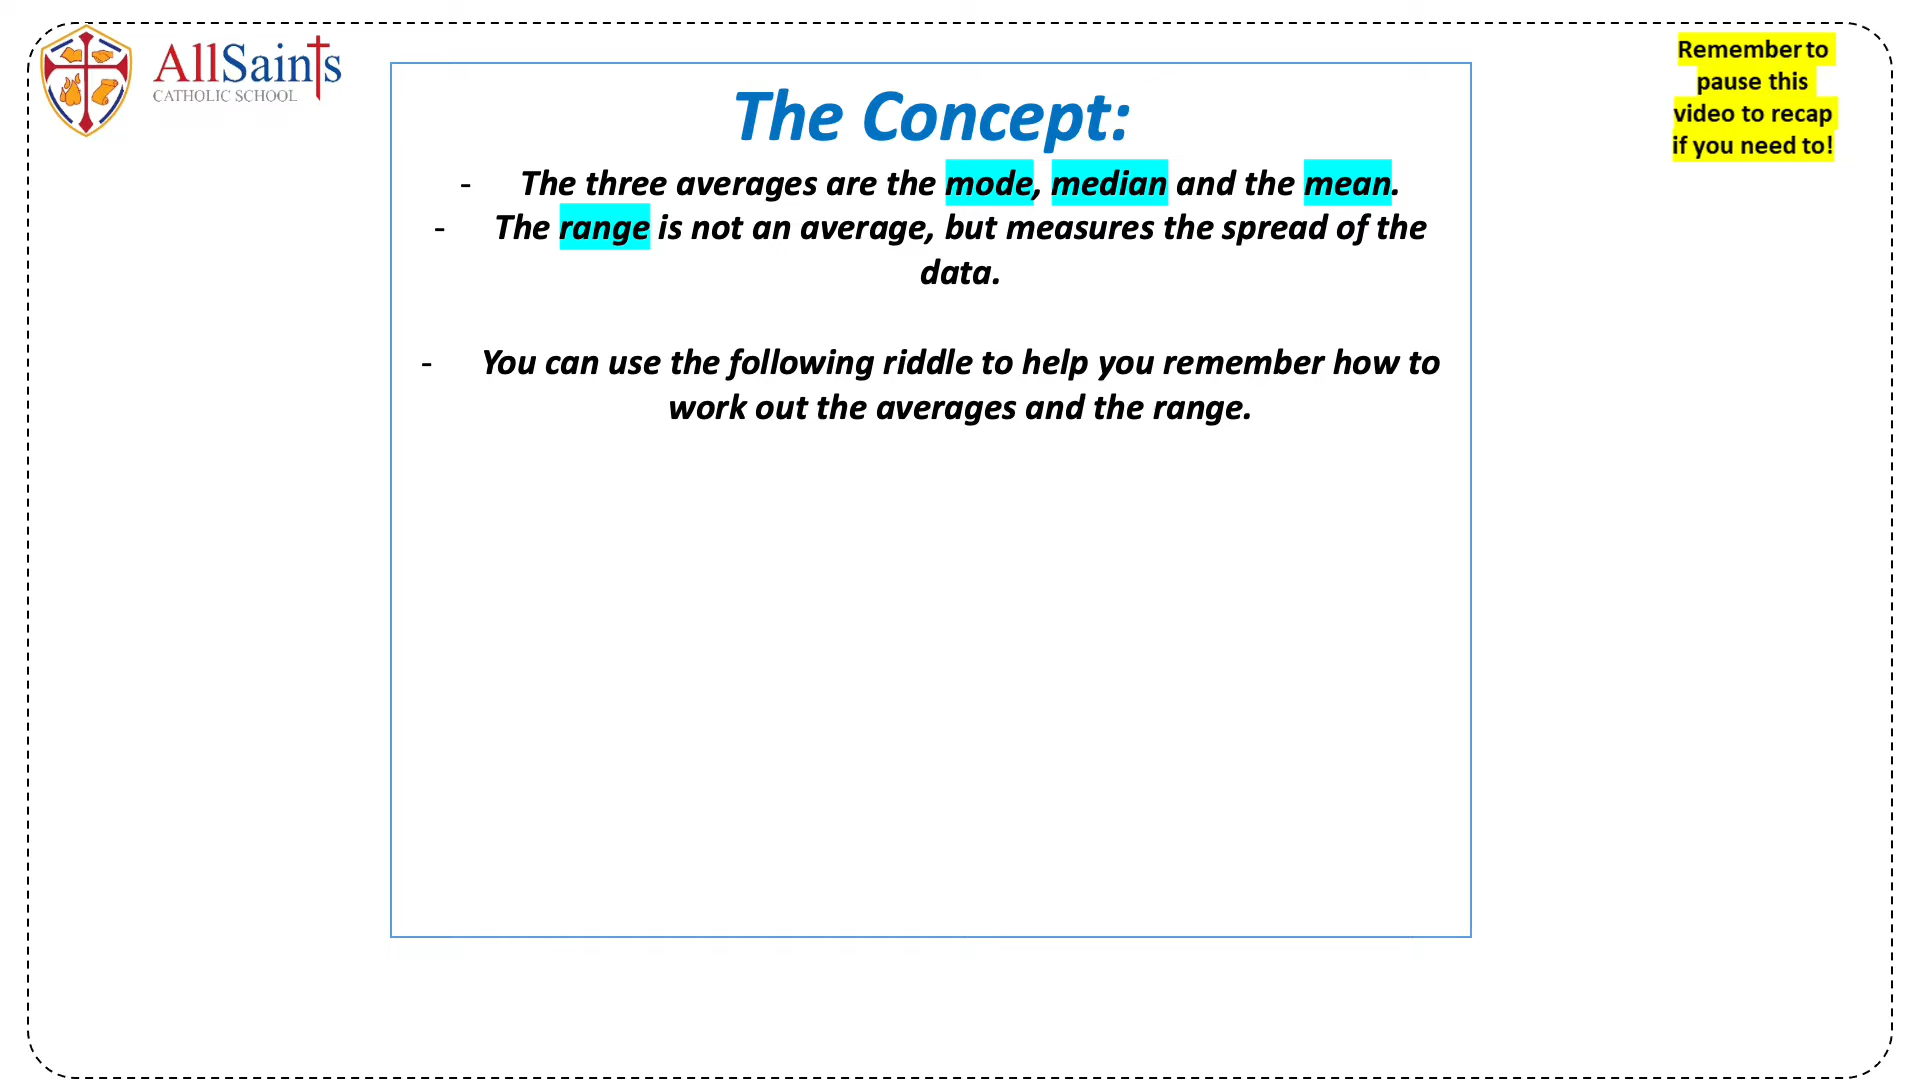 AllSaints
CATHOLIC SCHOOL
Remember to
pause this
video to recap
if you need to!
The Concept:
- The three averages are the mode, median and the mean.
- The range is not an average, but measures the spread of the
data.
- You can use the following riddle to help you remember how to
work out the averages and the range.